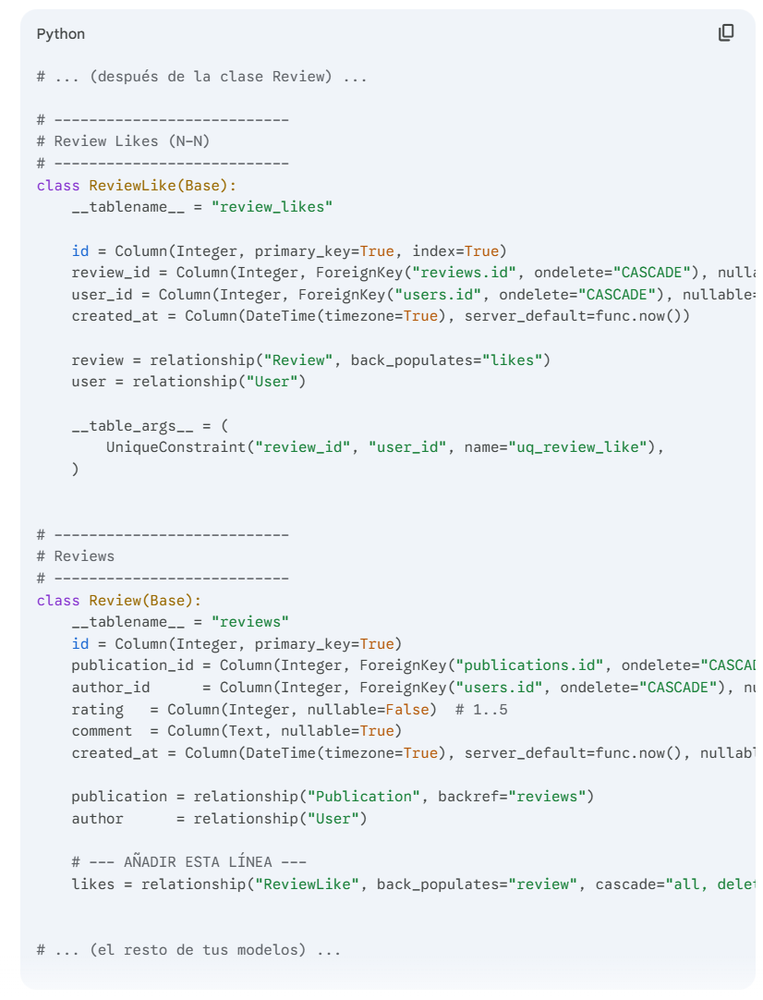 Python
# ... (después de la clase Review) ...
# ---------------------------
# Review Likes (N-N)
# ---------------------------
class ReviewLike(Base):
    __tablename__ = "review_likes"
    id = Column(Integer, primary_key=True, index=True)
    review_id = Column(Integer, ForeignKey("reviews.id", ondelete="CASCADE"), nulla
    user_id = Column(Integer, ForeignKey("users.id", ondelete="CASCADE"), nullable=
    created_at = Column(DateTime(timezone=True), server_default=func.now())
    review = relationship("Review", back_populates="likes")
    user = relationship("User")
    __table_args__ = (
        UniqueConstraint("review_id", "user_id", name="uq_review_like"),
    )
# ---------------------------
# Reviews
# ---------------------------
class Review(Base):
    __tablename__ = "reviews"
    id = Column(Integer, primary_key=True)
    publication_id = Column(Integer, ForeignKey("publications.id", ondelete="CASCAD
    author_id      = Column(Integer, ForeignKey("users.id", ondelete="CASCADE"), nu
    rating   = Column(Integer, nullable=False)  # 1..5
    comment  = Column(Text, nullable=True)
    created_at = Column(DateTime(timezone=True), server_default=func.now(), nullabl
    publication = relationship("Publication", backref="reviews")
    author      = relationship("User")
    # --- AÑADIR ESTA LÍNEA ---
    likes = relationship("ReviewLike", back_populates="review", cascade="all, delet
# ... (el resto de tus modelos) ...